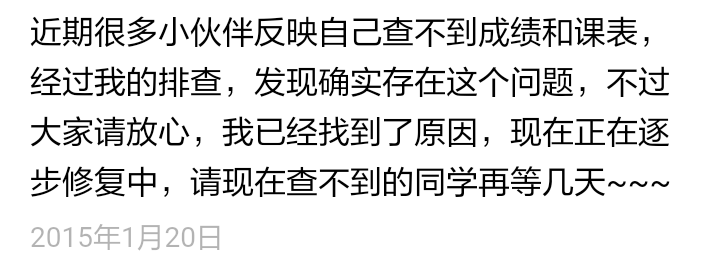 近期很多小伙伴反映自己查不到成绩和课表，
经过我的排查，发现确实存在这个问题，不过
大家请放心，我已经找到了原因，现在正在逐
步修复中，请现在查不到的同学再等几天~~~
2015年1月20日